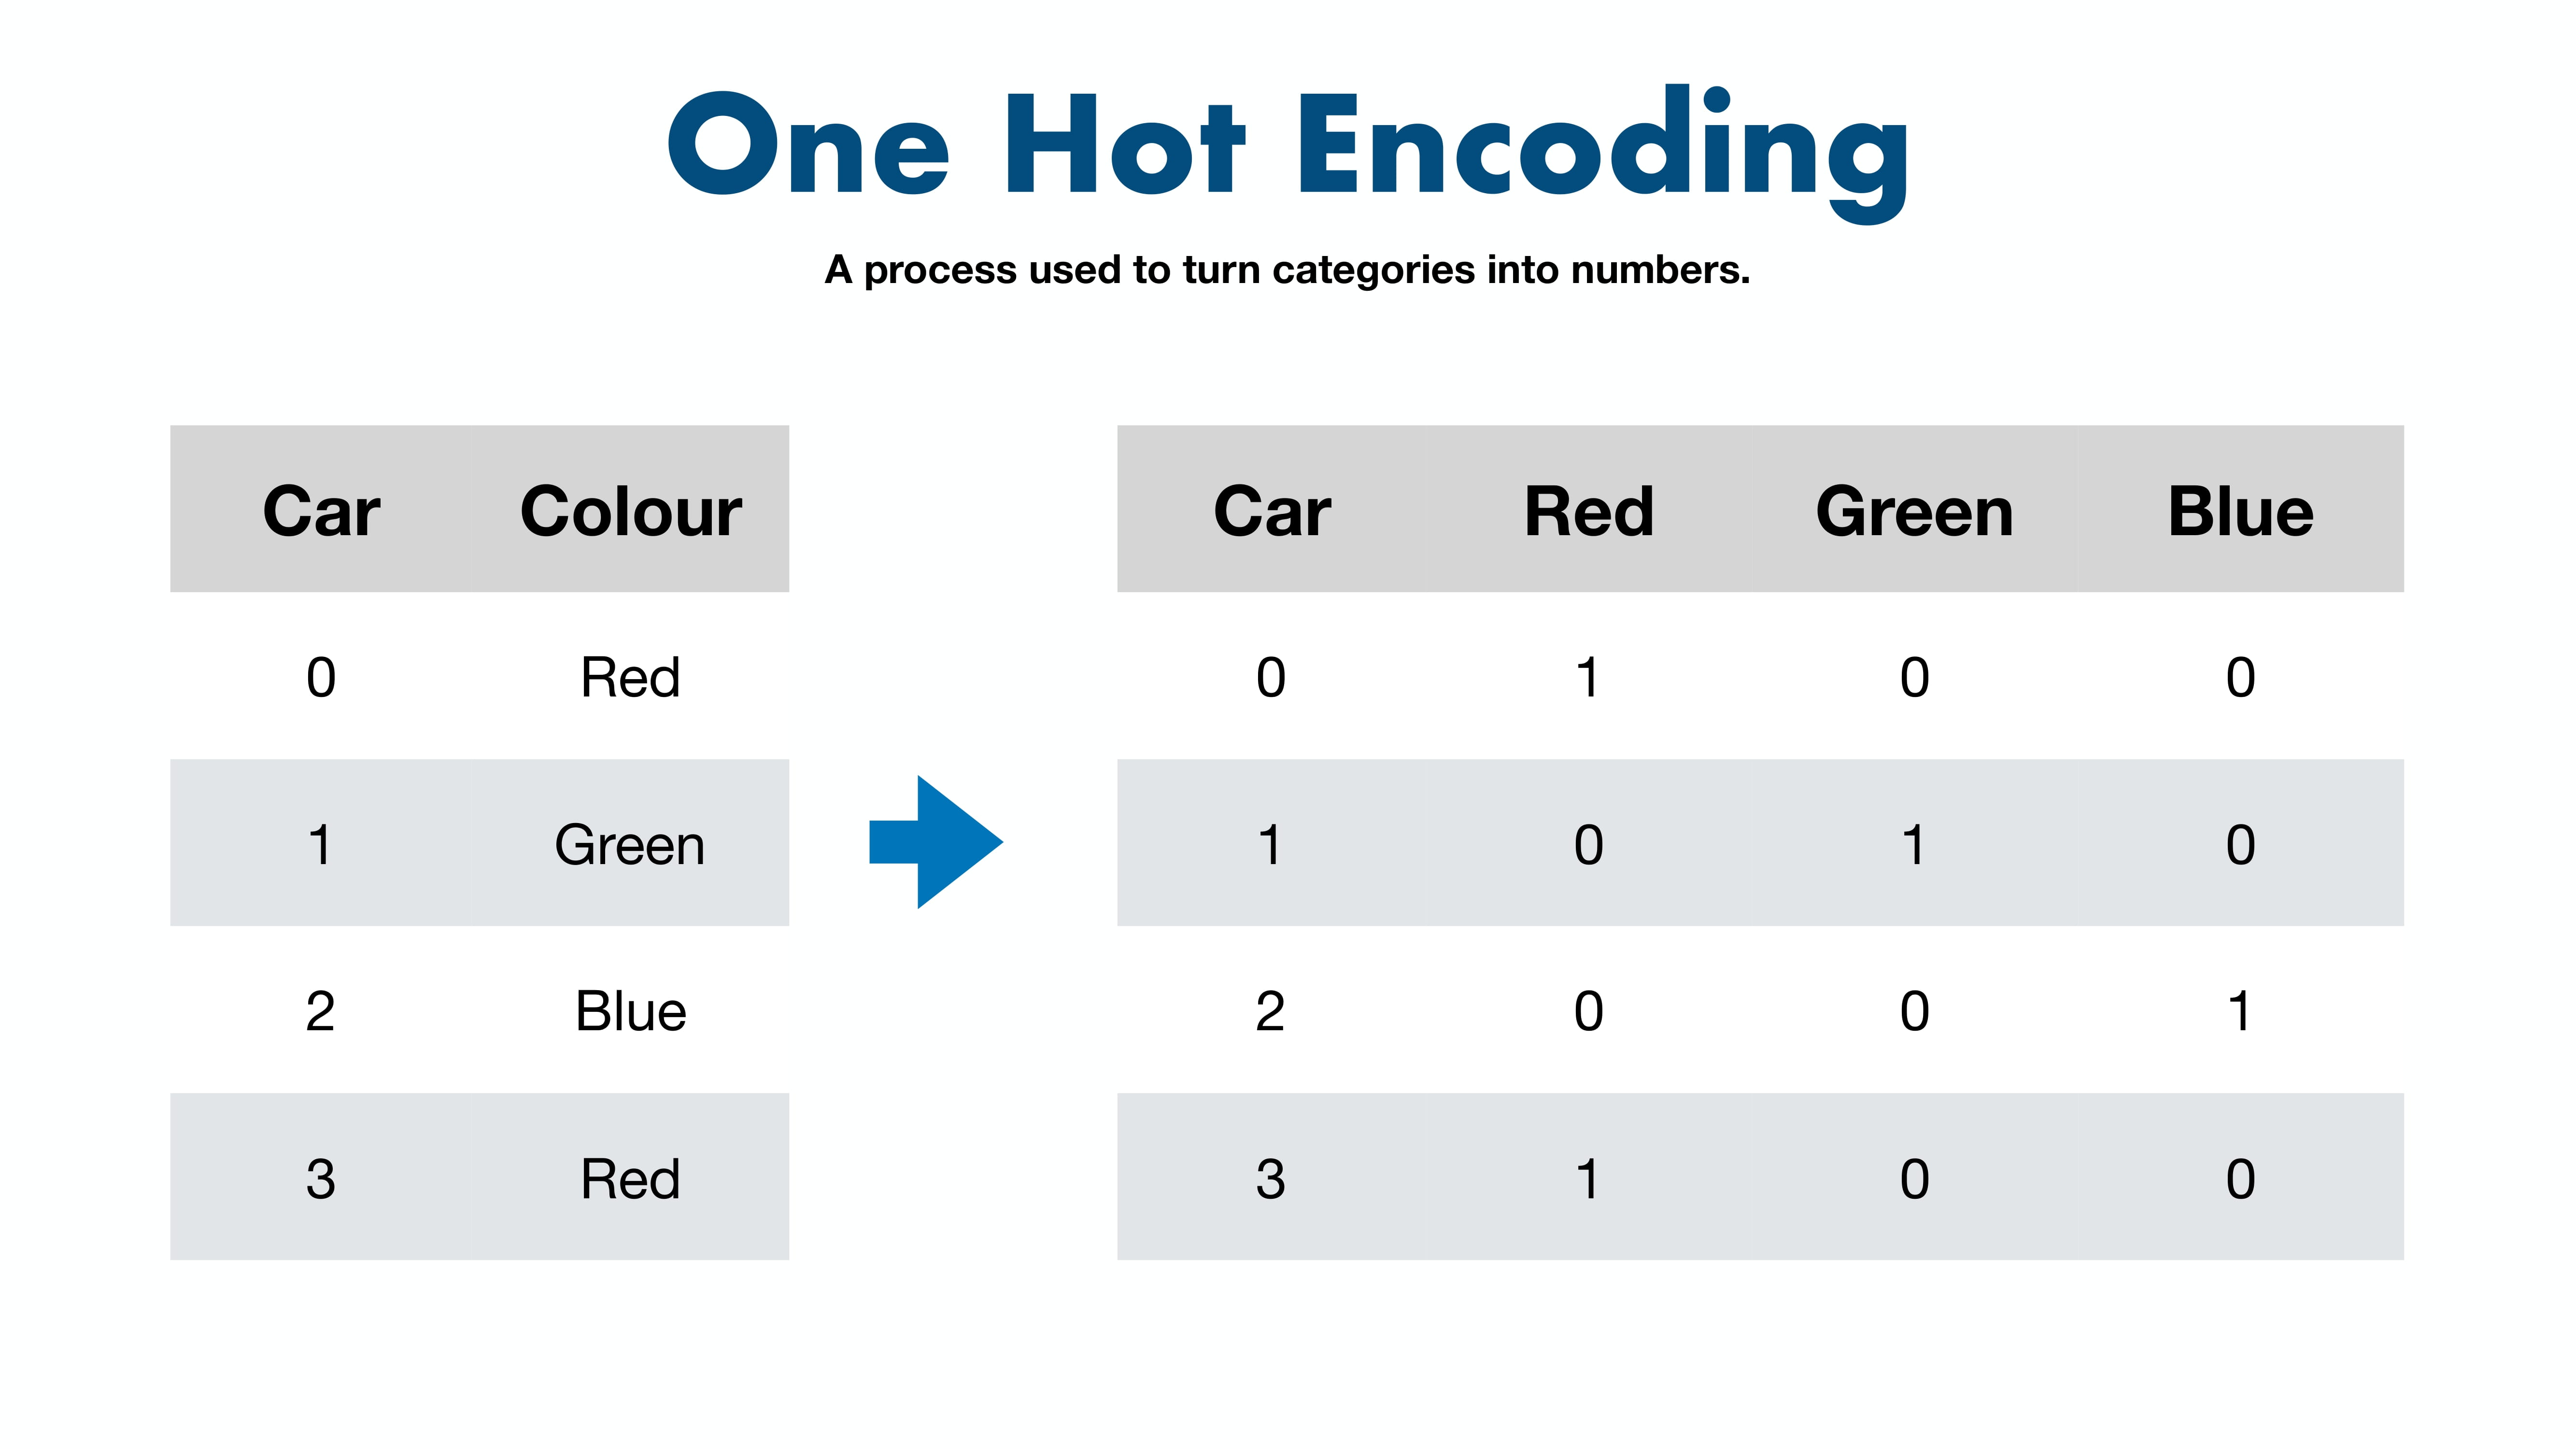 One Hot Encoding
A process used to turn categories into numbers.
Car Colour
0 Red
1 Green
2 Blue
3 Red
Car Red Green Blue
0 1 0 0
1 0 1 0
2 0 0 1
3 1 0 0